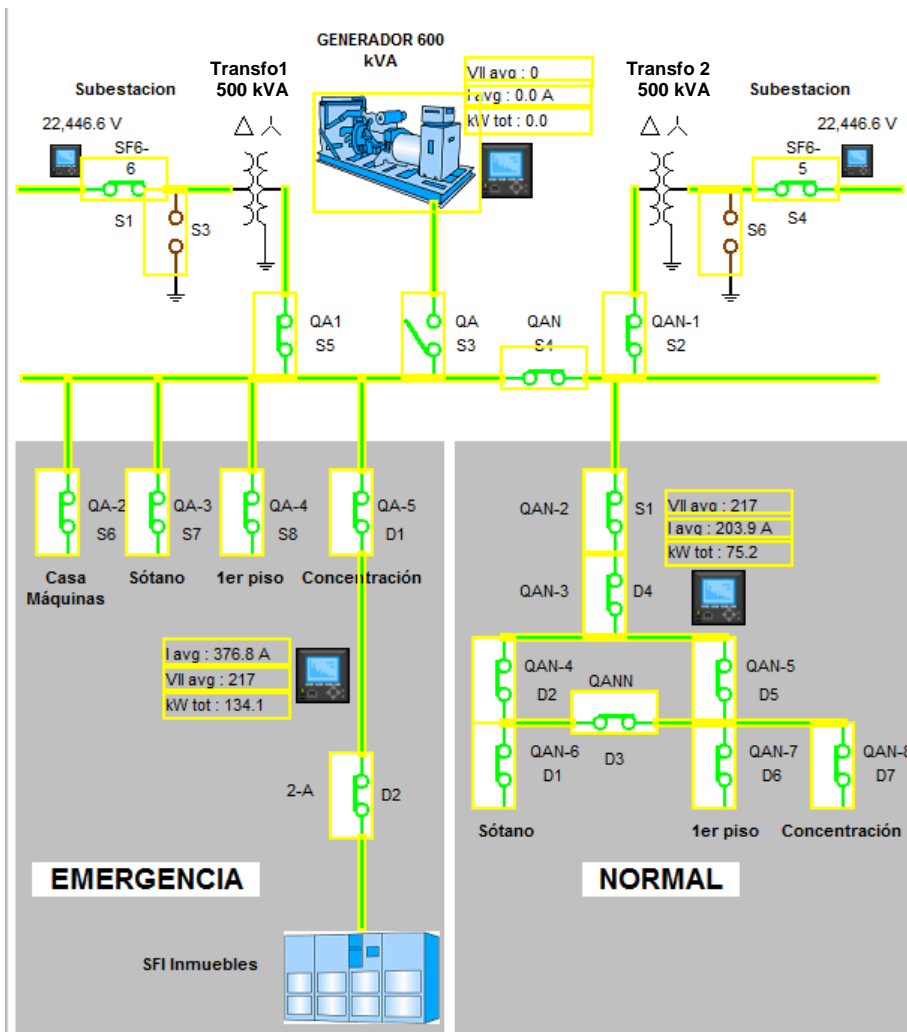 GENERADOR 600
kVA
Vll avg : 0
I avg : 0.0 A
kW tot : 0.0
Subestacion
Transfo1
500 kVA
Transfo 2
500 kVA
Subestacion
22,446.6 V
22,446.6 V
SF6-
6
SF6-
5
S1
S3
S6
S4
QA1
S5
QA
S3
QAN
S4
QAN-1
S2
QA-2
S6
QA-3
S7
QA-4
S8
QA-5
D1
Casa
Máquinas
Sótano
1er piso
Concentración
QAN-2
S1
Vll avg : 217
I avg : 203.9 A
kW tot : 75.2
QAN-3
D4
I avg : 376.8 A
Vll avg : 217
kW tot : 134.1
QAN-4
D2
QANN
D3
QAN-5
D5
QAN-6
D1
QAN-7
D6
QAN-8
D7
2-A
D2
Sótano
1er piso
Concentración
EMERGENCIA
NORMAL
SFI Inmuebles